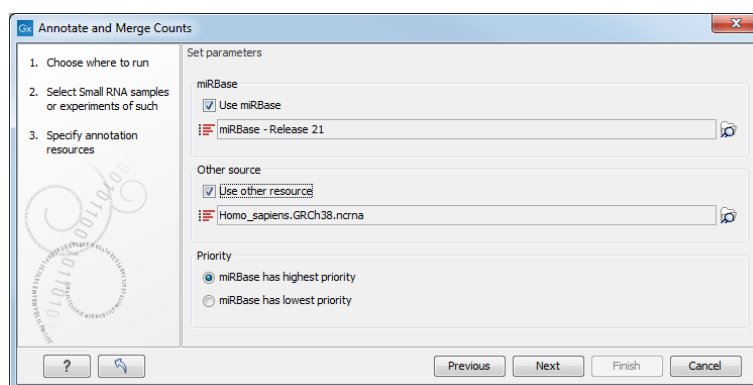 Gx Annotate and Merge Counts
1. Choose where to run
2. Select Small RNA samples
or experiments of such
3. Specify annotation
resources
Set parameters
miRBase
Use miRBase
miRBase - Release 21
Other source
Use other resource
Homo_sapiens.GRCh38.ncrna
Priority
miRBase has highest priority
miRBase has lowest priority
?
Previous
Next
Finish
Cancel